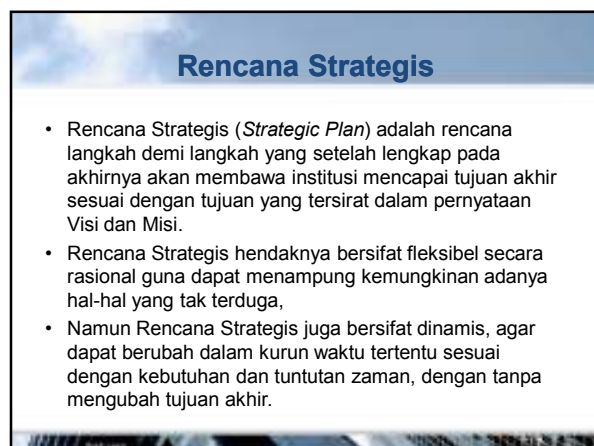 Rencana Strategis
• Rencana Strategis (Strategic Plan) adalah rencana
langkah demi langkah yang setelah lengkap pada
akhirnya akan membawa institusi mencapai tujuan akhir
sesuai dengan tujuan yang tersirat dalam pernyataan
Visi dan Misi.
• Rencana Strategis hendaknya bersifat fleksibel secara
rasional guna dapat menampung kemungkinan adanya
hal-hal yang tak terduga,
• Namun Rencana Strategis juga bersifat dinamis, agar
dapat berubah dalam kurun waktu tertentu sesuai
dengan kebutuhan dan tuntutan zaman, dengan tanpa
mengubah tujuan akhir.